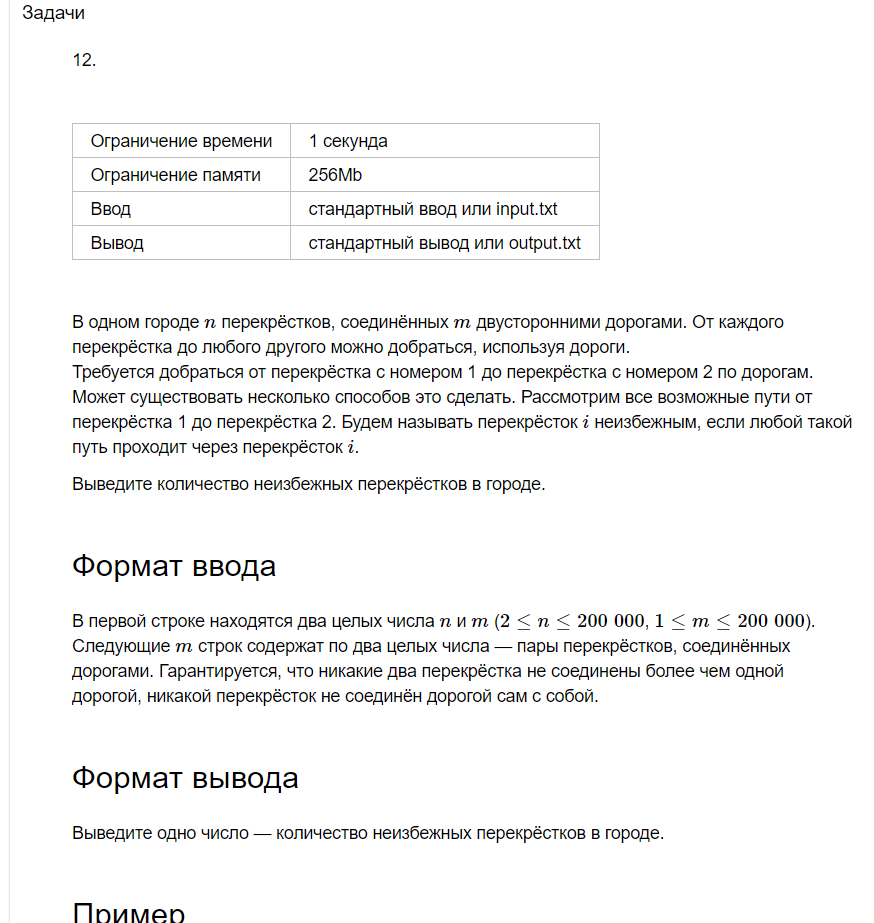 Задачи
12.
Ограничение времени 1 секунда
Ограничение памяти 256Mb
Ввод стандартный ввод или input.txt
Вывод стандартный вывод или output.txt
В одном городе n перекрёстков, соединённых m двусторонними дорогами. От каждого
перекрёстка до любого другого можно добраться, используя дороги.
Требуется добраться от перекрёстка с номером 1 до перекрёстка с номером 2 по дорогам.
Может существовать несколько способов это сделать. Рассмотрим все возможные пути от
перекрёстка 1 до перекрёстка 2. Будем называть перекрёсток i неизбежным, если любой такой
путь проходит через перекрёсток i.
Выведите количество неизбежных перекрёстков в городе.
Формат ввода
В первой строке находятся два целых числа n и m (2 ≤ n ≤ 200 000, 1 ≤ m ≤ 200 000).
Следующие m строк содержат по два целых числа — пары перекрёстков, соединённых
дорогами. Гарантируется, что никакие два перекрёстка не соединены более чем одной
дорогой, никакой перекрёсток не соединён дорогой сам с собой.
Формат вывода
Выведите одно число — количество неизбежных перекрёстков в городе.
Пример